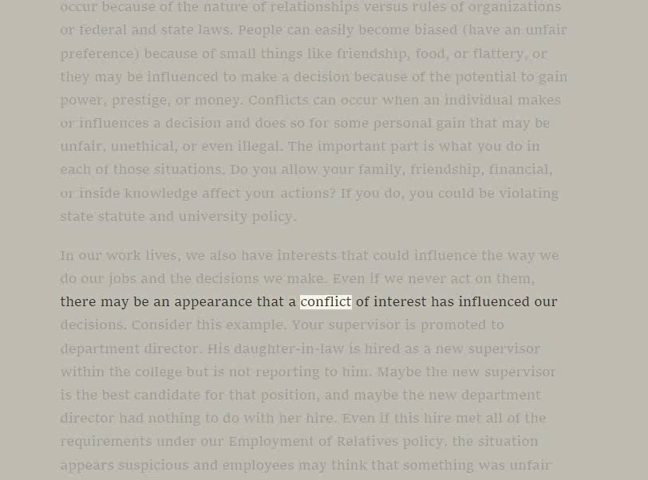 occur because of the nature of relationships versus rules of organizations
or federal and state laws. People can easily become biased (have an unfair
preference) because of small things like friendship, food, or flattery, or
they may be influenced to make a decision because of the potential to gain
power, prestige, or money. Conflicts can occur when an individual makes
or influences a decision and does so for some personal gain that may be
unfair, unethical, or even illegal. The important part is what you do in
each of those situations. Do you allow your family, friendship, financial,
or inside knowledge affect your actions? If you do, you could be violating
state statute and university policy.
In our work lives, we also have interests that could influence the way we
do our jobs and the decisions we make. Even if we never act on them,
there may be an appearance that a conflict of interest has influenced our
decisions. Consider this example. Your supervisor is promoted to
department director. His daughter-in-law is hired as a new supervisor
within the college but is not reporting to him. Maybe the new supervisor
is the best candidate for that position, and maybe the new department
director had nothing to do with her hire. Even if this hire met all of the
requirements under our Employment of Relatives policy, the situation
appears suspicious and employees may think that something was unfair